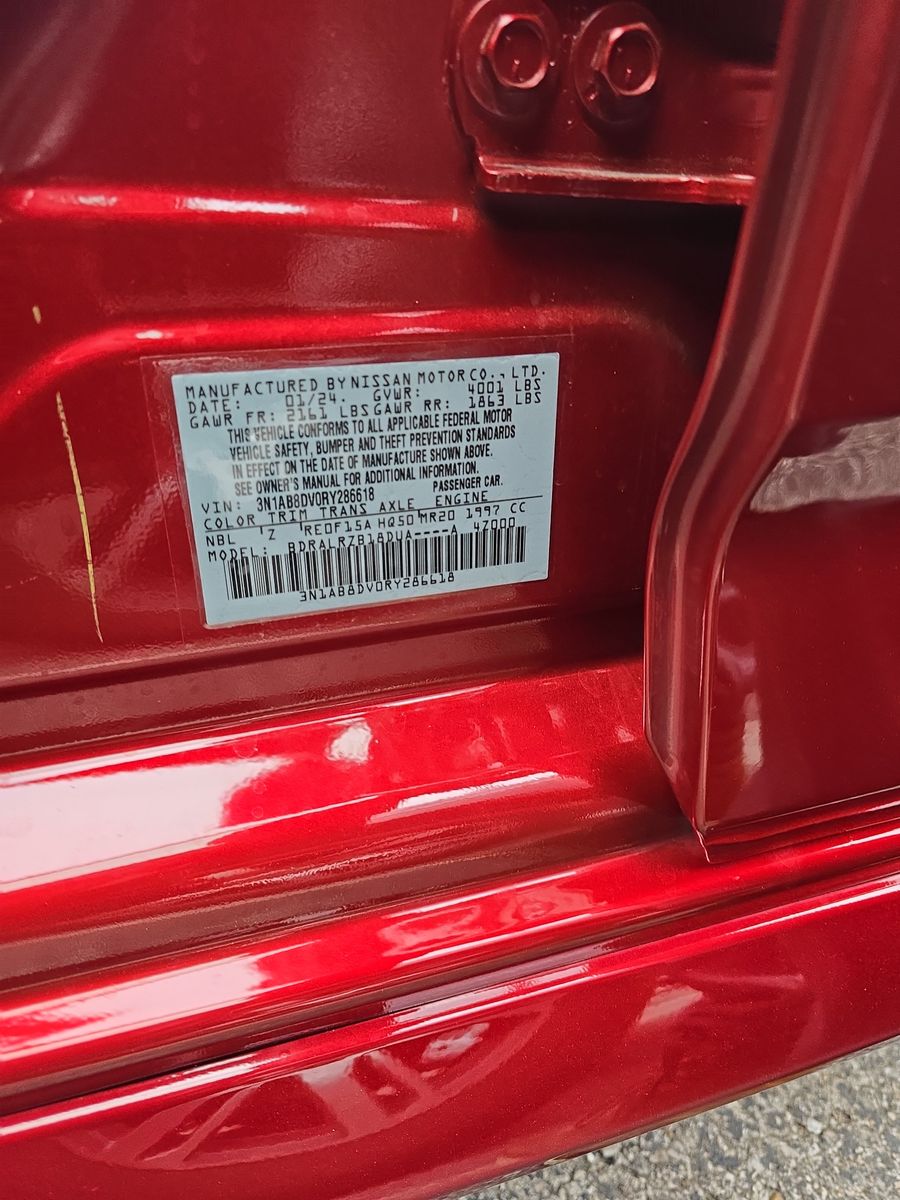 MANUFACTURED BY NISSAN MOTOR CO., LTD.
DATE: 01/24. GVWR: 4001 LBS
GAWR FR: 2161 LBS GAWR RR: 1863 LBS
THIS VEHICLE CONFORMS TO ALL APPLICABLE FEDERAL MOTOR
VEHICLE SAFETY, BUMPER AND THEFT PREVENTION STANDARDS
IN EFFECT ON THE DATE OF MANUFACTURE SHOWN ABOVE.
SEE OWNER'S MANUAL FOR ADDITIONAL INFORMATION.
VIN: 3N1AB8DV0RY286618 PASSENGER CAR.
COLOR TRIM TRANS AXLE ENGINE
NBL Z RE0F15A HQ50 MR20 1997 CC
MODEL: BDRALRZB18DUA----A 47000
3N1AB8DV0RY286618